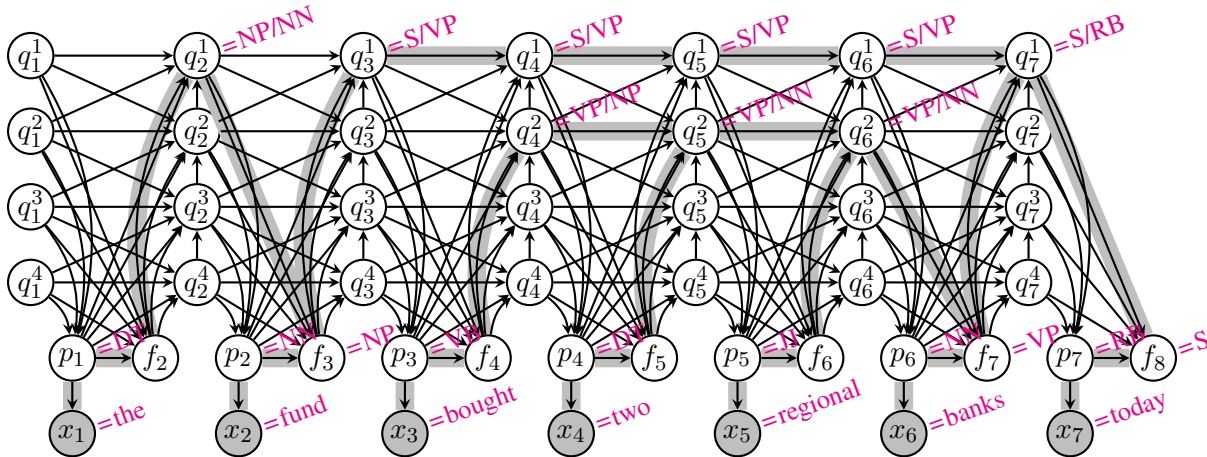 q_1^1 q_2^1 =NP/NN q_3^1 =S/VP q_4^1 =S/VP q_5^1 =S/VP q_6^1 =S/VP q_7^1 =S/RB
q_1^2 q_2^2 q_3^2 q_4^2 =VP/NP q_5^2 =VP/NN q_6^2 =VP/NN q_7^2
q_1^3 q_2^3 q_3^3 q_4^3 q_5^3 q_6^3 q_7^3
q_1^4 q_2^4 q_3^4 q_4^4 q_5^4 q_6^4 q_7^4
p_1 =DT f_2 p_2 =NN f_3 =NP p_3 =VB f_4 p_4 =DT f_5 p_5 =JJ f_6 p_6 =NN f_7 =VP p_7 =RB f_8 =S
x_1 =the x_2 =fund x_3 =bought x_4 =two x_5 =regional x_6 =banks x_7 =today